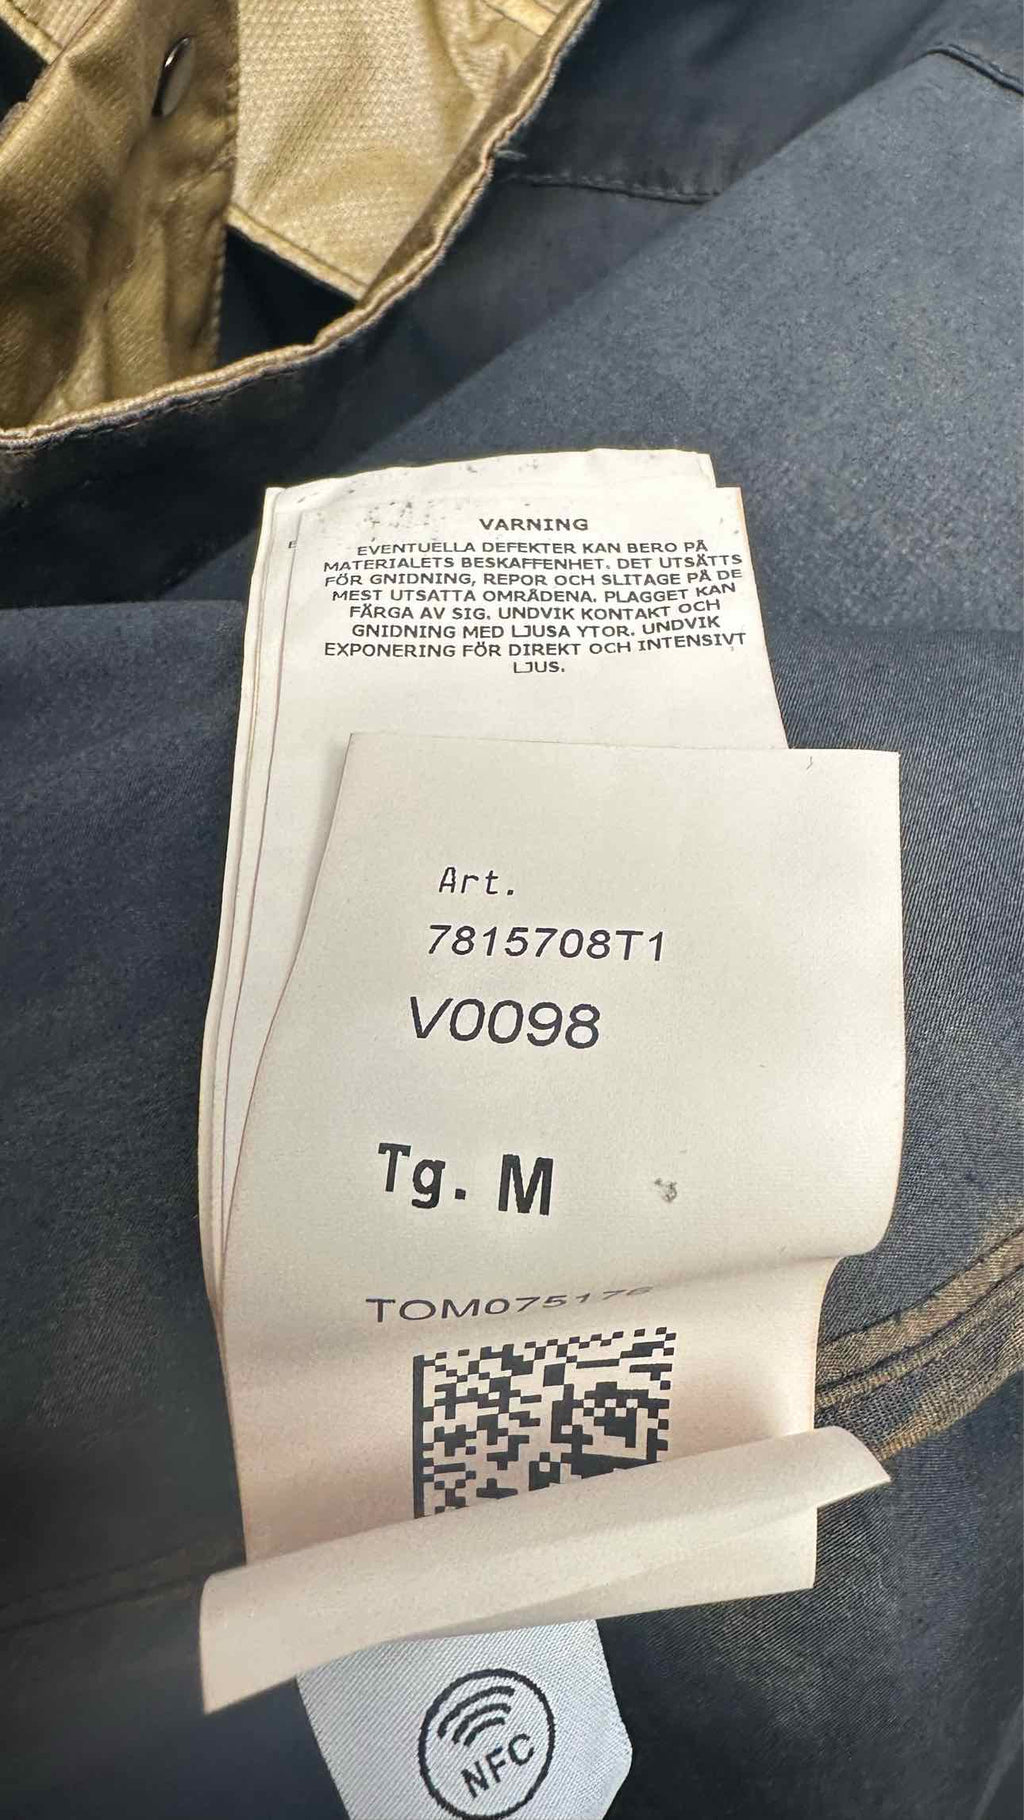 VARNING
EVENTUELLA DEFEKTER KAN BERO PÅ
MATERIALETS BESKAFFENHET. DET UTSÄTTS
FÖR GNIDNING, REPOR OCH SLITAGE PÅ DE
MEST UTSATTA OMRÅDENA. PLAGGET KAN
FÄRGA AV SIG. UNDVIK KONTAKT OCH
GNIDNING MED LJUSA YTOR. UNDVIK
EXPONERING FÖR DIREKT OCH INTENSIVT
LJUS.
Art.
7815708T1
V0098
Tg. M
TOM075176
NFC